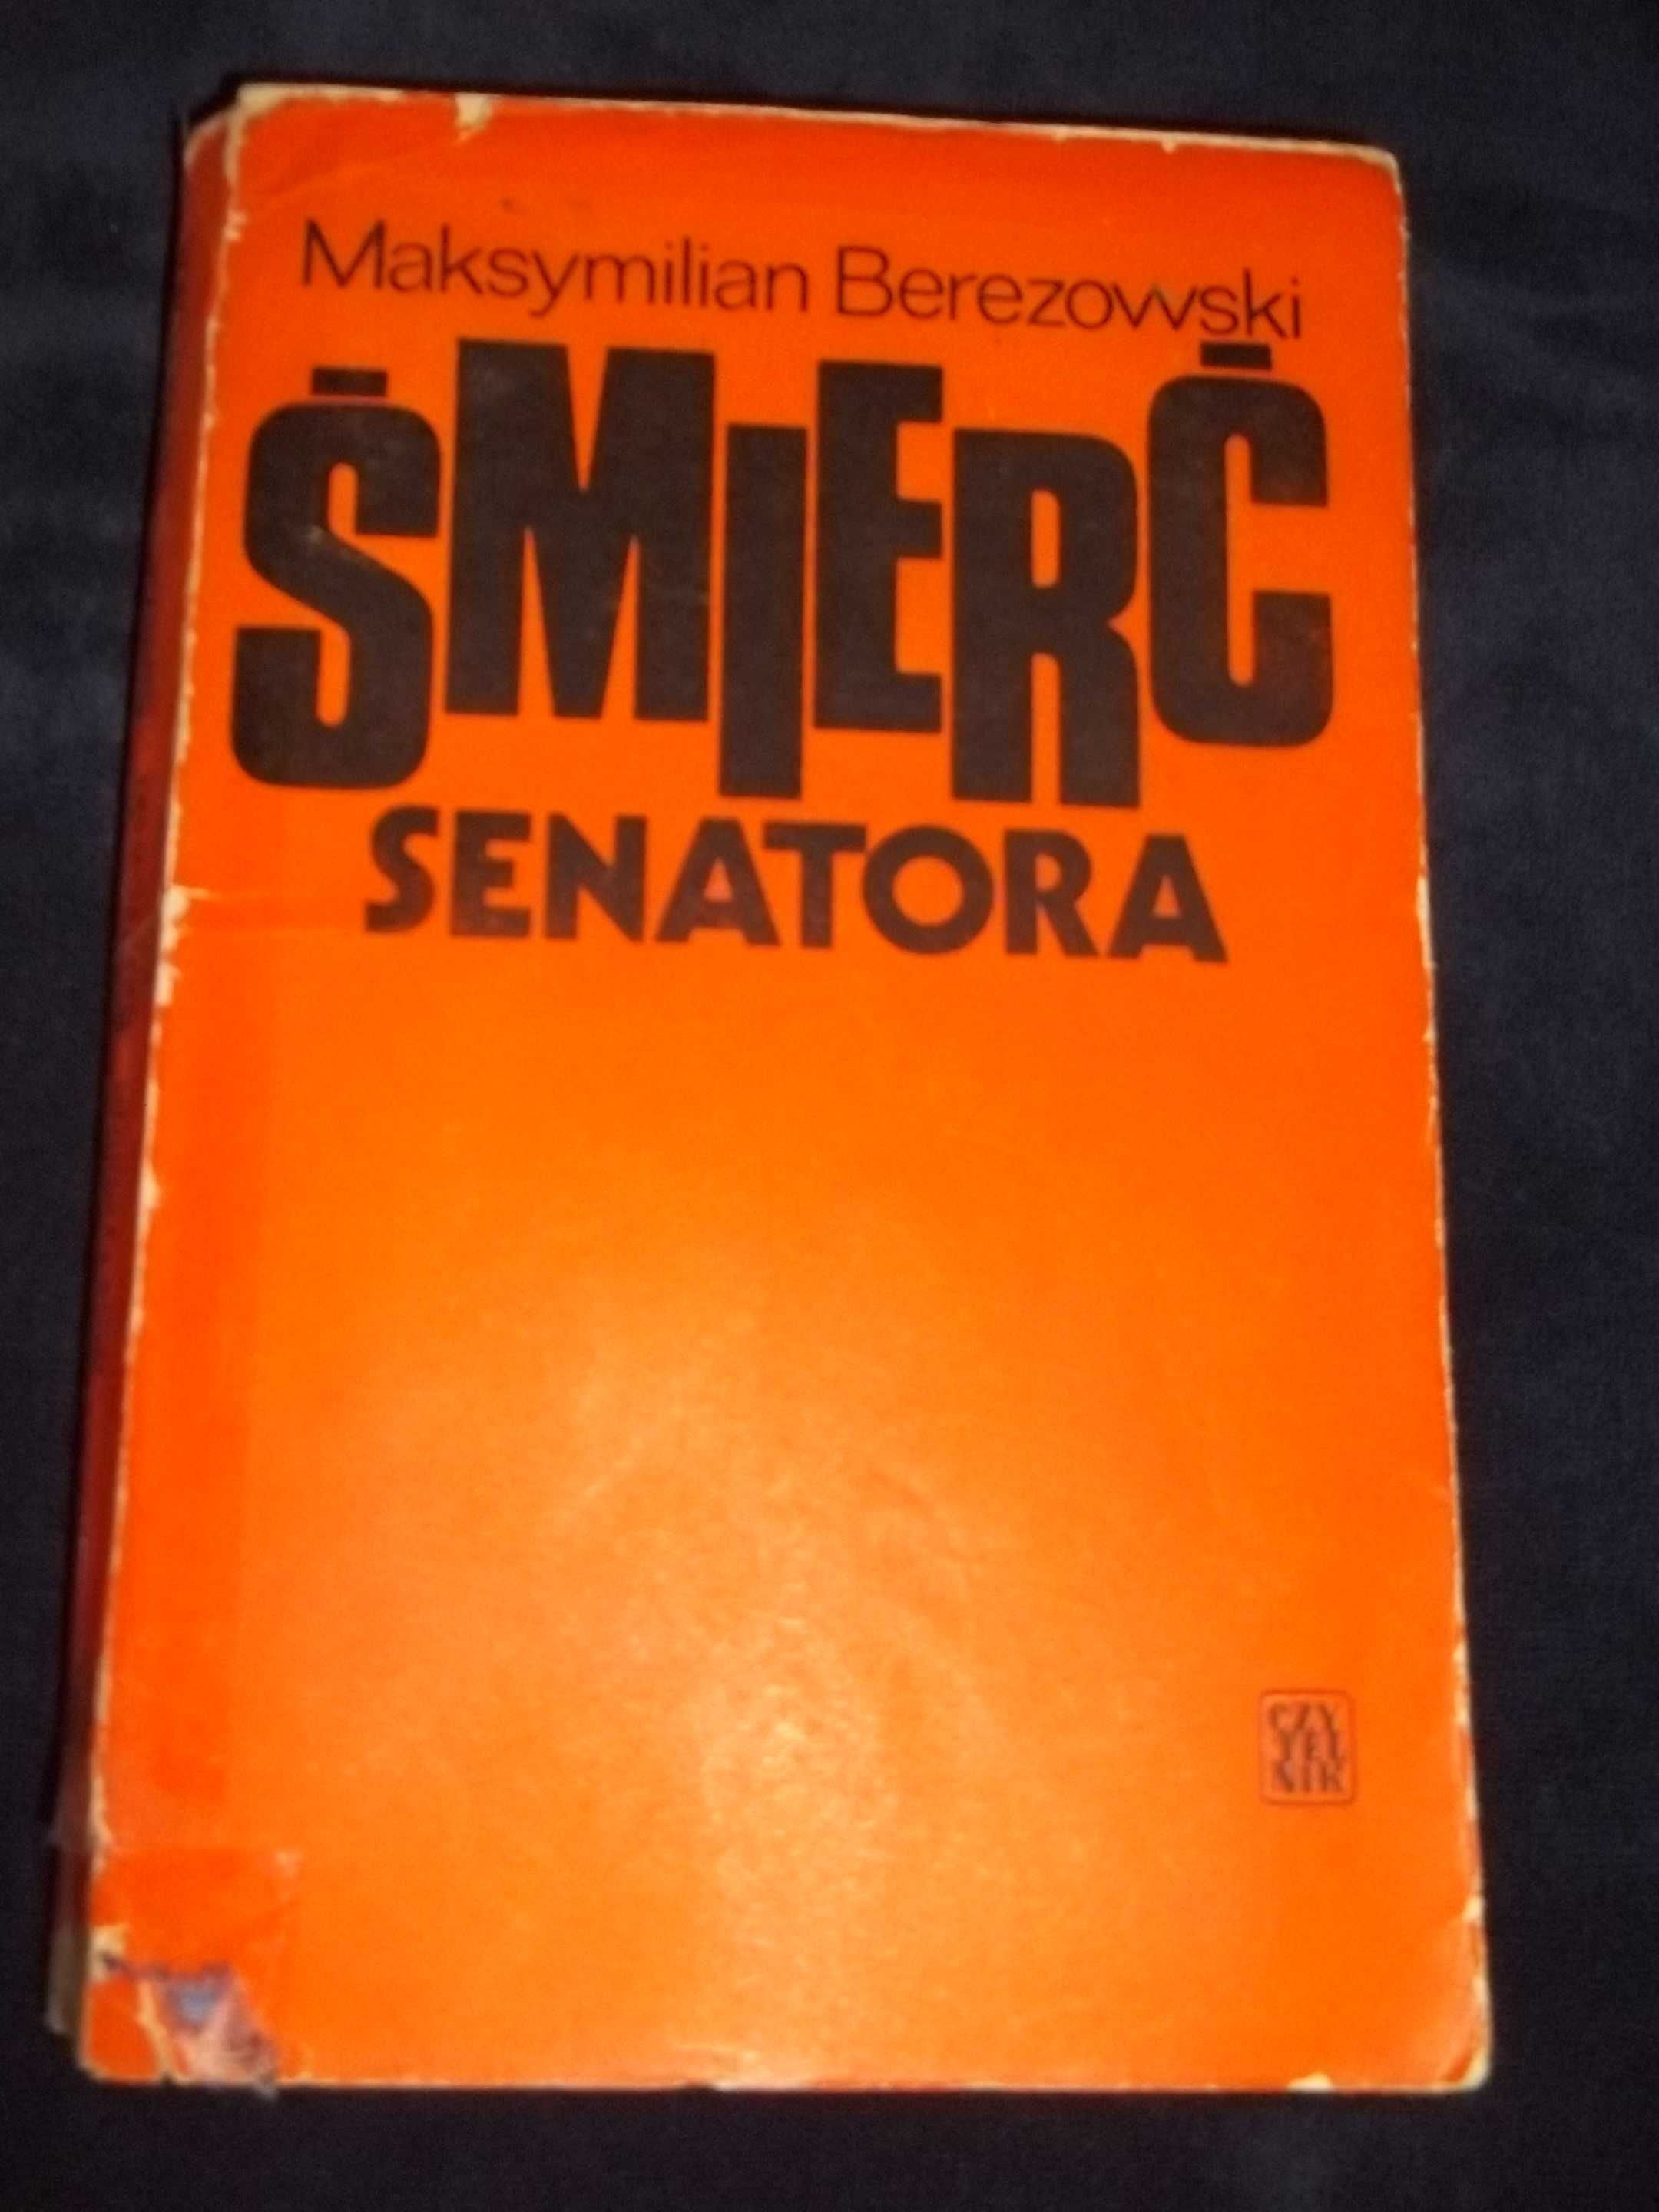 Maksymilian Berezowski
ŚMIERĆ
SENATORA
CZY
TEL
NIK